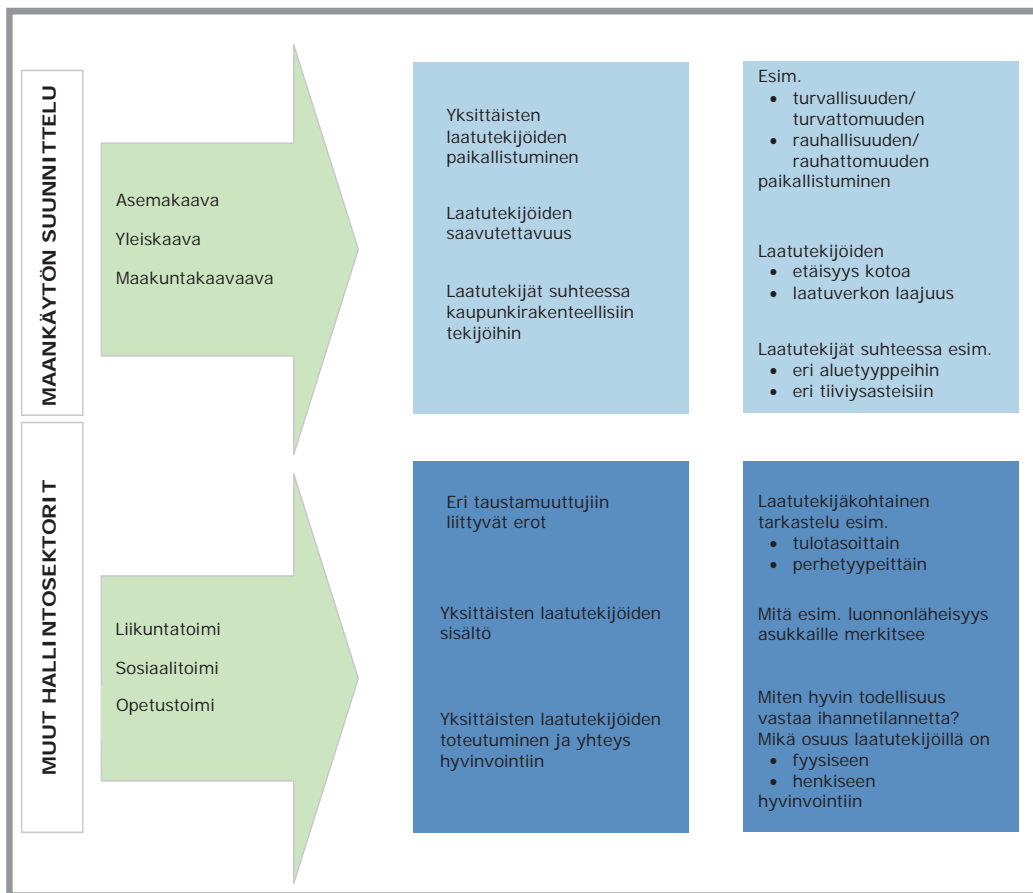 MAANKÄYTÖN SUUNNITTELU
Asemakaava
Yleiskaava
Maakuntakaavaava
Yksittäisten
laatutekijöiden
paikallistuminen
Laatutekijöiden
saavutettavuus
Laatutekijät suhteessa
kaupunkirakenteellisiin
tekijöihin
Esim.
• turvallisuuden/
turvattomuuden
• rauhallisuuden/
rauhattomuuden
paikallistuminen
Laatutekijöiden
• etäisyys kotoa
• laatuverkon laajuus
Laatutekijät suhteessa esim.
• eri aluetyyppeihin
• eri tiiviysasteisiin
MUUT HALLINTOSEKTORIT
Liikuntatoimi
Sosiaalitoimi
Opetustoimi
Eri taustamuuttujiin
liittyvät erot
Yksittäisten laatutekijöiden
sisältö
Yksittäisten laatutekijöiden
toteutuminen ja yhteys
hyvinvointiin
Laatutekijäkohtainen
tarkastelu esim.
• tulotasoittain
• perhetyypeittäin
Mitä esim. luonnonläheisyys
asukkaille merkitsee
Miten hyvin todellisuus
vastaa ihannetilannetta?
Mikä osuus laatutekijöillä on
• fyysiseen
• henkiseen
hyvinvointiin